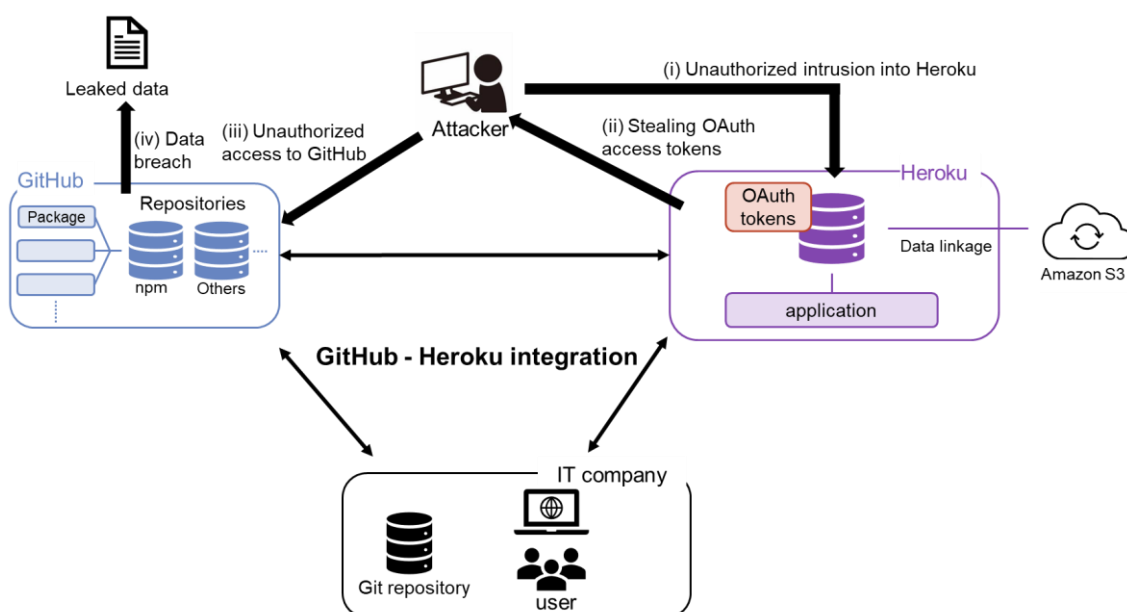 Leaked data
(i) Unauthorized intrusion into Heroku
Attacker
(ii) Stealing OAuth
access tokens
(iii) Unauthorized
access to GitHub
(iv) Data
breach
GitHub
Repositories
Package
npm
Others
Heroku
OAuth
tokens
application
Data linkage
Amazon S3
GitHub - Heroku integration
IT company
Git repository
user